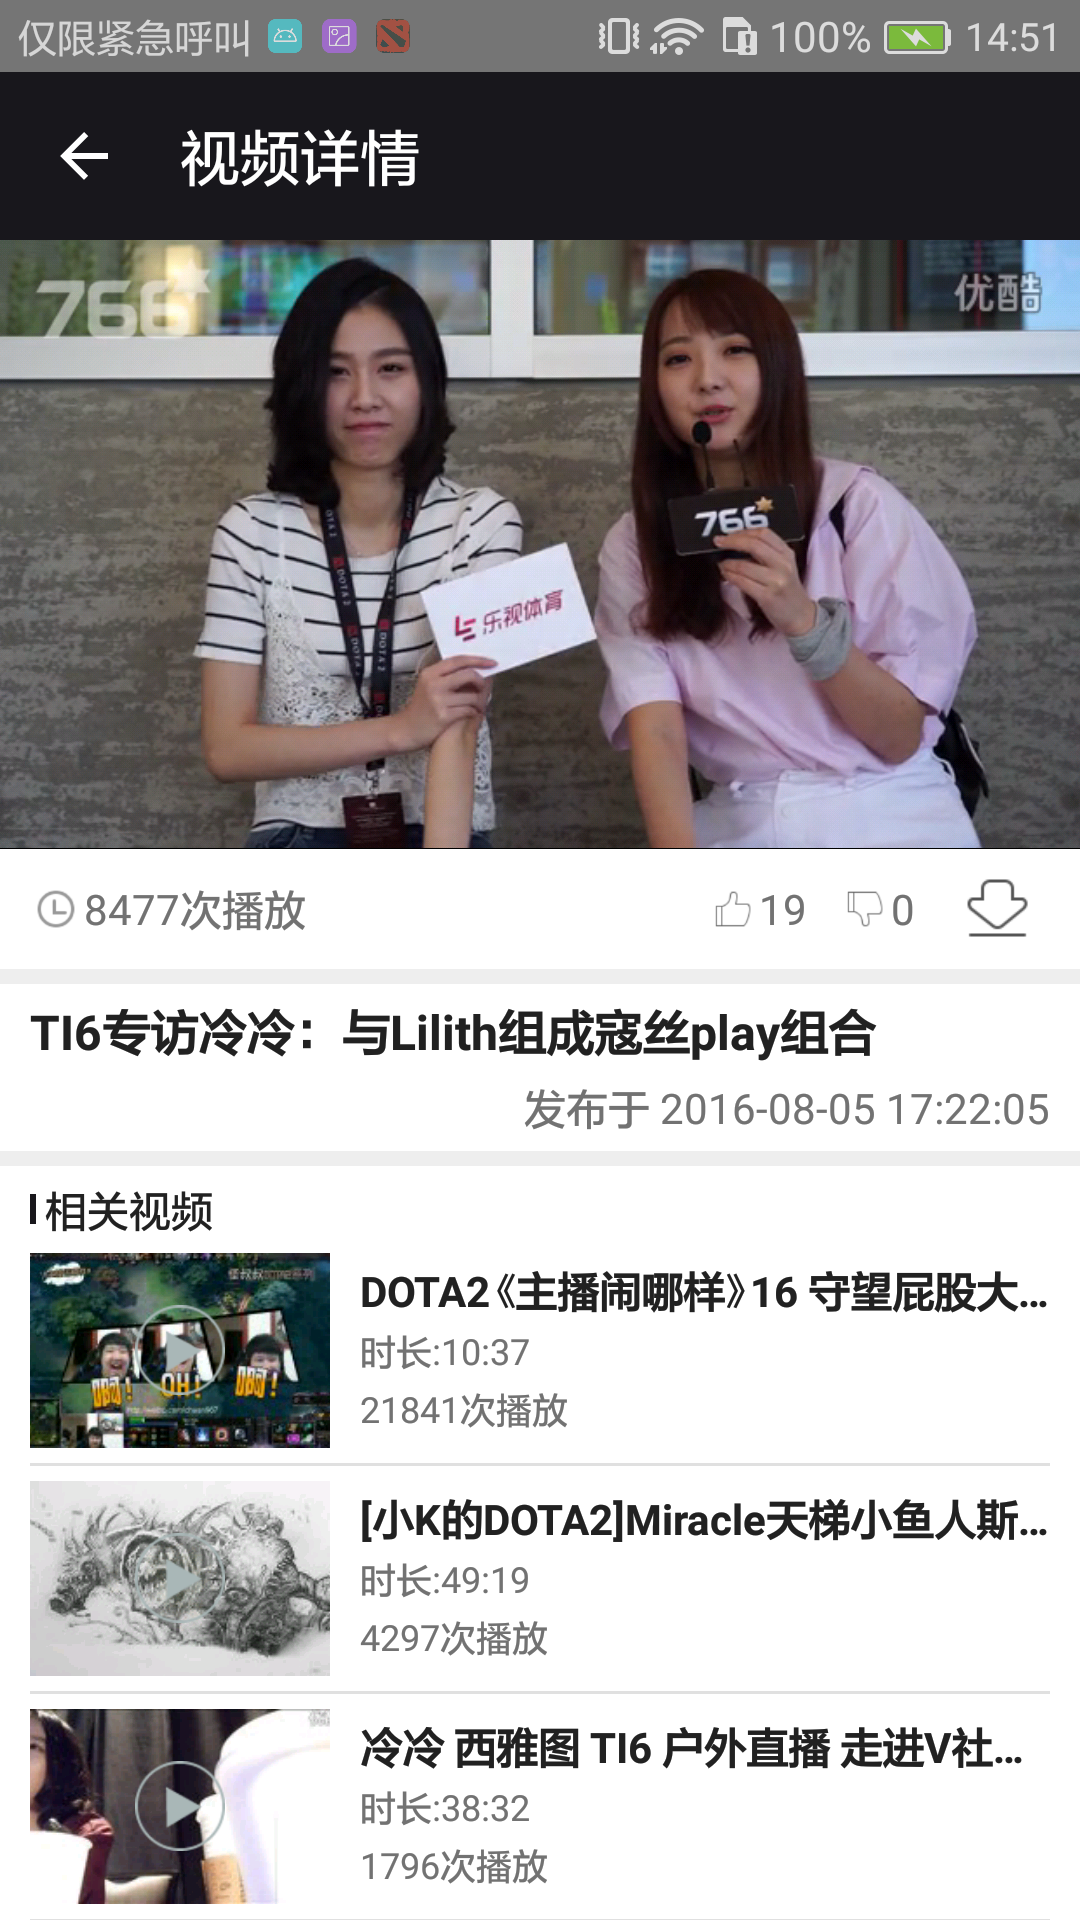 仅限紧急呼叫 100% 14:51
视频详情
766 优酷
DOTA 2
766
乐视体育
8477次播放 19 0
TI6专访冷冷：与Lilith组成寇丝play组合
发布于 2016-08-05 17:22:05
相关视频
DOTA2《主播闹哪样》16 守望屁股大...
时长:10:37
21841次播放
[小K的DOTA2]Miracle天梯小鱼人斯...
时长:49:19
4297次播放
冷冷 西雅图 TI6 户外直播 走进V社...
时长:38:32
1796次播放